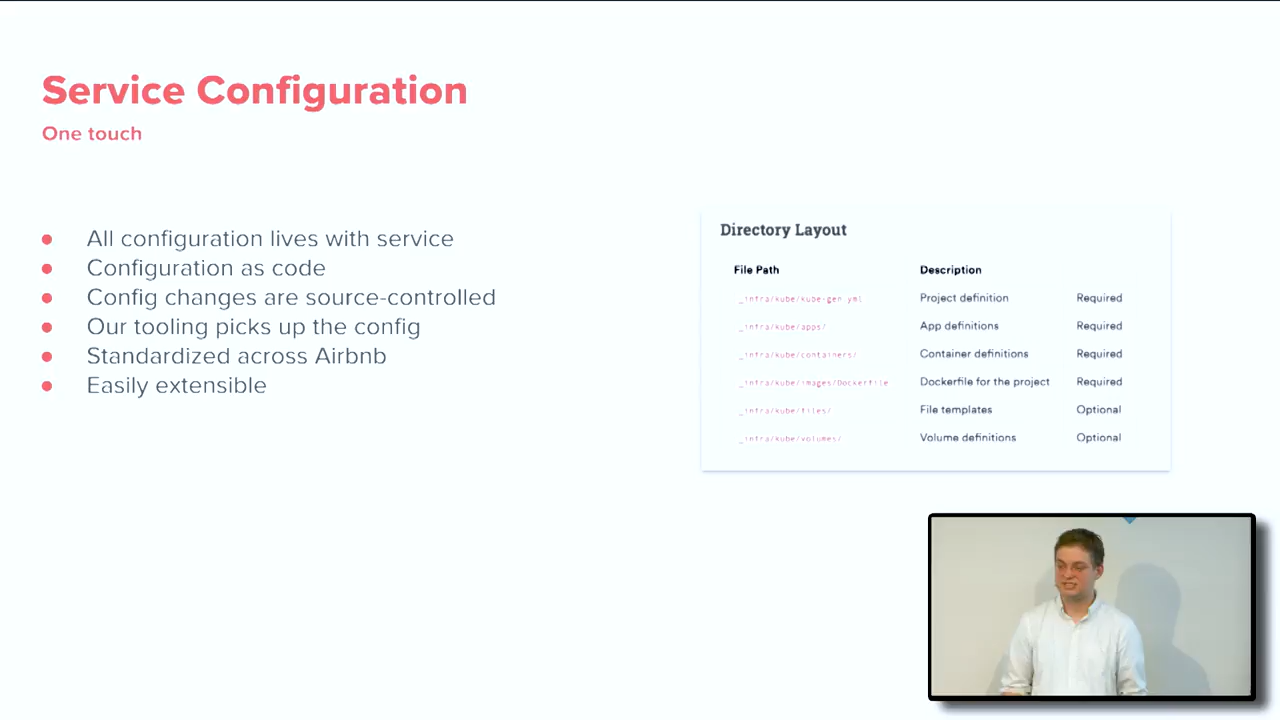 Service Configuration
One touch
All configuration lives with service
Configuration as code
Config changes are source-controlled
Our tooling picks up the config
Standardized across Airbnb
Easily extensible
Directory Layout
File Path Description
_infra/kube/kube-gen.yml Project definition Required
_infra/kube/apps/ App definitions Required
_infra/kube/containers/ Container definitions Required
_infra/kube/images/Dockerfile Dockerfile for the project Required
_infra/kube/files/ File templates Optional
_infra/kube/volumes/ Volume definitions Optional